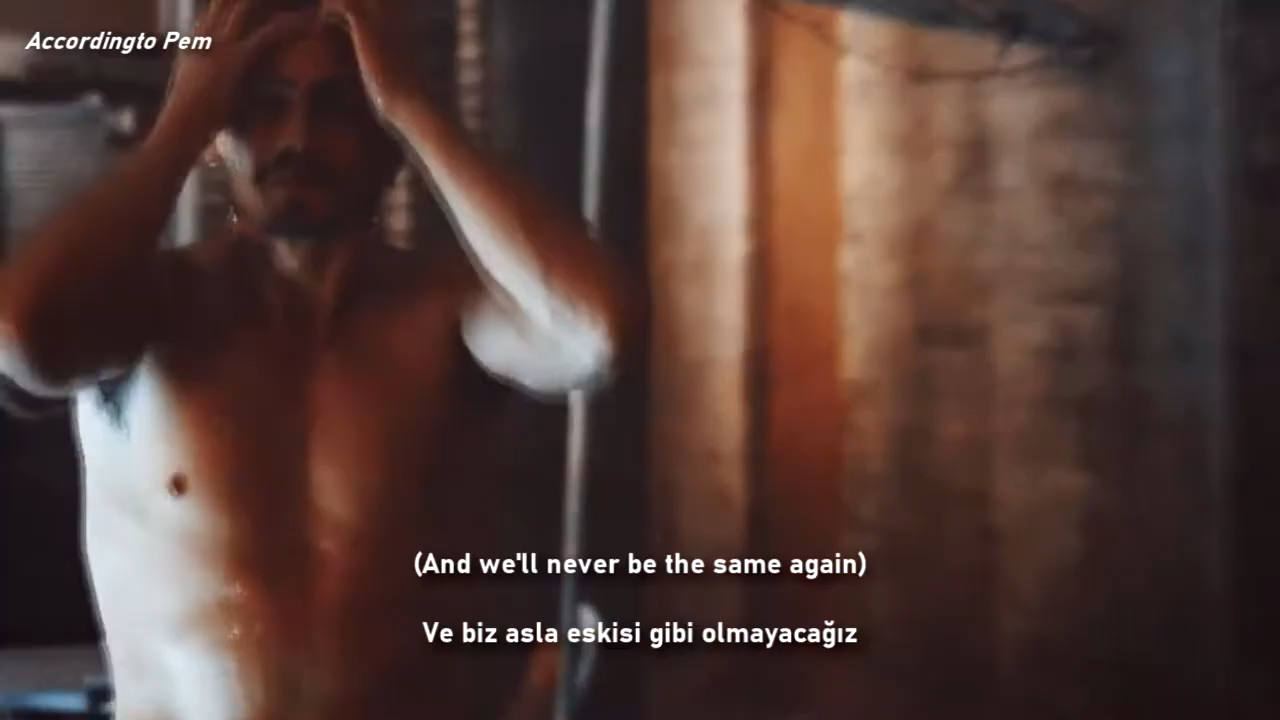 Accordingto Pem
(And we'll never be the same again)
Ve biz asla eskisi gibi olmayacağız